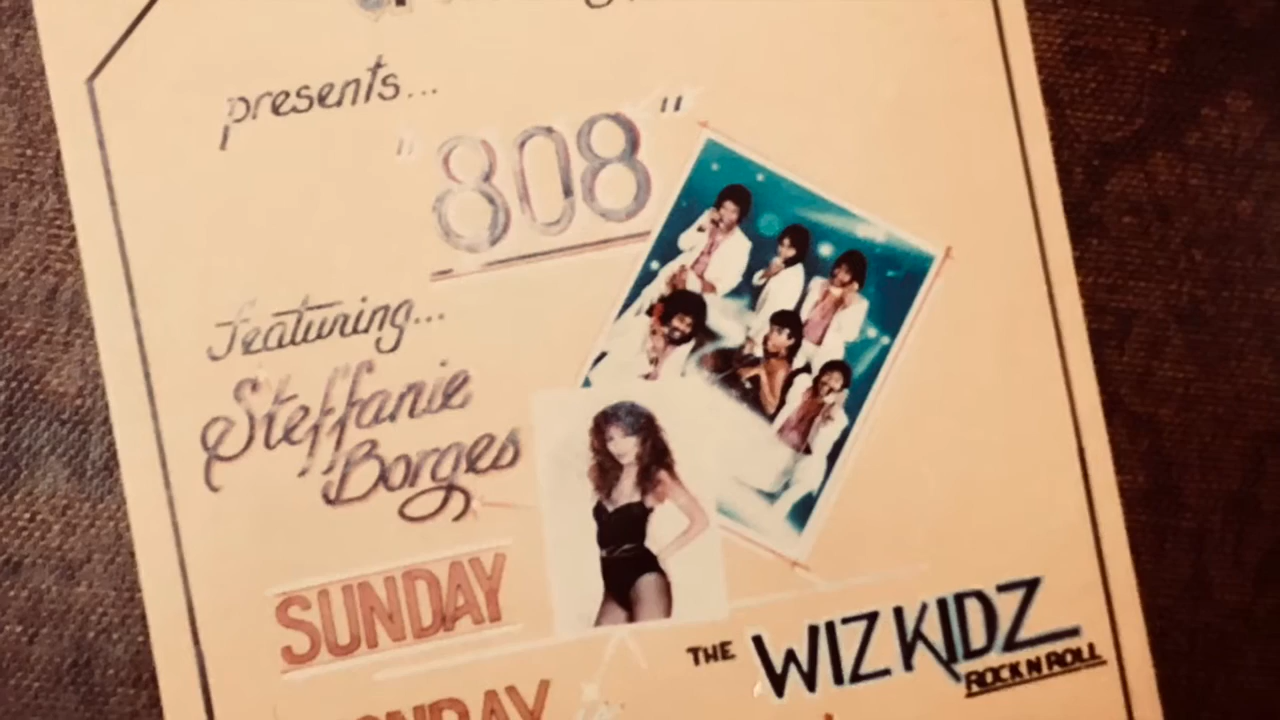 presents...
"808"
featuring...
Steffanie
Borges
SUNDAY
THE WIZ KIDZ
ROCK N ROLL